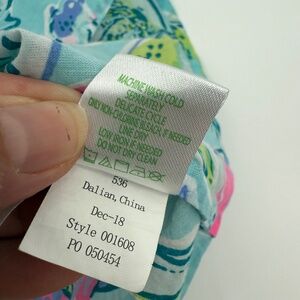 MACHINE WASH COLD
SEPARATELY
DELICATE CYCLE
ONLY NON-CHLORINE BLEACH IF NEEDED
LINE DRY
LOW IRON IF NEEDED
DO NOT DRY CLEAN
536
Dalian, China
Dec-18
Style 001608
PO 050454